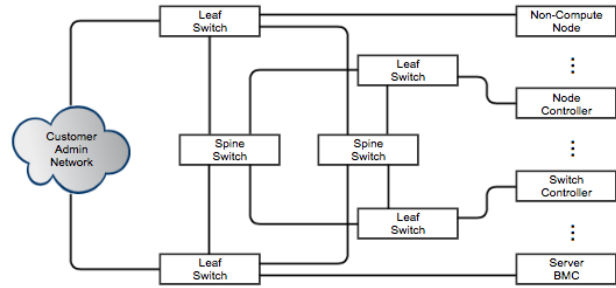 Leaf
Switch
Non-Compute
Node
Leaf
Switch
Node
Controller
Customer
Admin
Network
Spine
Switch
Spine
Switch
Switch
Controller
Leaf
Switch
Leaf
Switch
Server
BMC